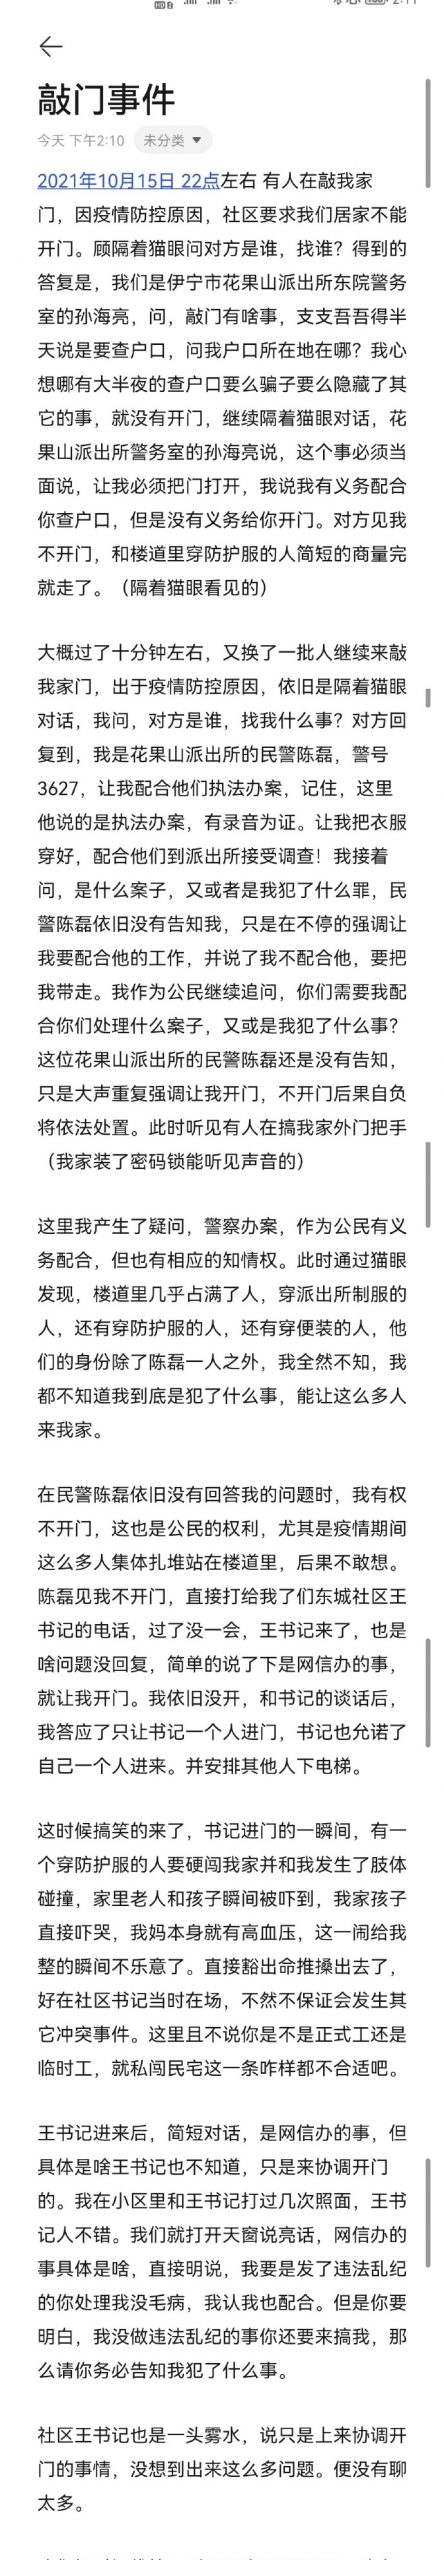 敲门事件
今天 下午2:10 未分类
2021年10月15日 22点左右 有人在敲我家
门，因疫情防控原因，社区要求我们居家不能
开门。顾隔着猫眼问对方是谁，找谁？得到的
答复是，我们是伊宁市花果山派出所东院警务
室的孙海亮，问，敲门有啥事，支支吾吾得半
天说是要查户口，问我户口所在地在哪？我心
想哪有大半夜的查户口要么骗子要么隐藏了其
它的事，就没有开门，继续隔着猫眼对话，花
果山派出所警务室的孙海亮说，这个事必须当
面说，让我必须把门打开，我说我有义务配合
你查户口，但是没有义务给你开门。对方见我
不开门，和楼道里穿防护服的人简短的商量完
就走了。（隔着猫眼看见的）
大概过了十分钟左右，又换了一批人继续来敲
我家门，出于疫情防控原因，依旧是隔着猫眼
对话，我问，对方是谁，找我什么事？对方回
复到，我是花果山派出所的民警陈磊，警号
3627，让我配合他们执法办案，记住，这里
他说的是执法办案，有录音为证。让我把衣服
穿好，配合他们到派出所接受调查！我接着
问，是什么案子，又或者是我犯了什么罪，民
警陈磊依旧没有告知我，只是在不停的强调让
我要配合他的工作，并说了我不配合他，要把
我带走。我作为公民继续追问，你们需要我配
合你们处理什么案子，又或是我犯了什么事？
这位花果山派出所的民警陈磊还是没有告知，
只是大声重复强调让我开门，不开门后果自负
将依法处置。此时听见有人在搞我家外门把手
（我家装了密码锁能听见声音的）
这里我产生了疑问，警察办案，作为公民有义
务配合，但也有相应的知情权。此时通过猫眼
发现，楼道里几乎占满了人，穿派出所制服的
人，还有穿防护服的人，还有穿便装的人，他
们的身份除了陈磊一人之外，我全然不知，我
都不知道我到底是犯了什么事，能让这么多人
来我家。
在民警陈磊依旧没有回答我的问题时，我有权
不开门，这也是公民的权利，尤其是疫情期间
这么多人集体扎堆站在楼道里，后果不敢想。
陈磊见我不开门，直接打给我了们东城社区王
书记的电话，过了没一会，王书记来了，也是
啥问题没回复，简单的说了下是网信办的事，
就让我开门。我依旧没开，和书记的谈话后，
我答应了只让书记一个人进门，书记也允诺了
自己一个人进来。并安排其他人下电梯。
这时候搞笑的来了，书记进门的一瞬间，有一
个穿防护服的人要硬闯我家并和我发生了肢体
碰撞，家里老人和孩子瞬间被吓到，我家孩子
直接吓哭，我妈本身就有高血压，这一闹给我
整的瞬间不乐意了。直接豁出命推搡出去了，
好在社区书记当时在场，不然不保证会发生其
它冲突事件。这里且不说你是不是正式工还是
临时工，就私闯民宅这一条咋样都不合适吧。
王书记进来后，简短对话，是网信办的事，但
具体是啥王书记也不知道，只是来协调开门
的。我在小区里和王书记打过几次照面，王书
记人不错。我们就打开天窗说亮话，网信办的
事具体是啥，直接明说，我要是发了违法乱纪
的你处理我没毛病，我认我也配合。但是你要
明白，我没做违法乱纪的事你还要来搞我，那
么请你务必告知我犯了什么事。
社区王书记也是一头雾水，说只是上来协调开
门的事情，没想到出来这么多问题。便没有聊
太多。